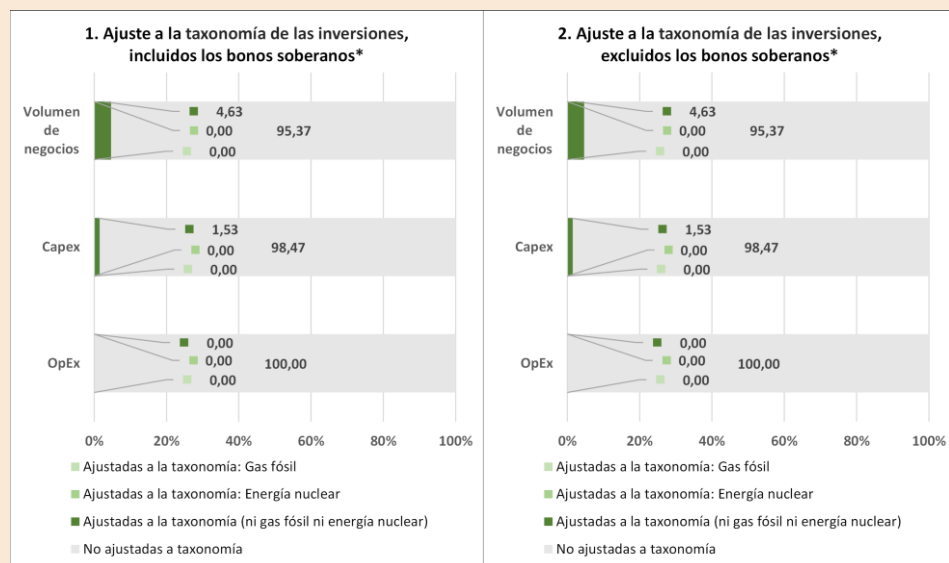 1. Ajuste a la taxonomía de las inversiones,
incluidos los bonos soberanos*
Volumen
de
negocios
4,63
0,00
95,37
0,00
Capex
1,53
0,00
98,47
0,00
OpEx
0,00
0,00
100,00
0,00
0% 20% 40% 60% 80% 100%
Ajustadas a la taxonomía: Gas fósil
Ajustadas a la taxonomía: Energía nuclear
Ajustadas a la taxonomía (ni gas fósil ni energía nuclear)
No ajustadas a taxonomía
2. Ajuste a la taxonomía de las inversiones,
excluidos los bonos soberanos*
Volumen
de
negocios
4,63
0,00
95,37
0,00
Capex
1,53
0,00
98,47
0,00
OpEx
0,00
0,00
100,00
0,00
0% 20% 40% 60% 80% 100%
Ajustadas a la taxonomía: Gas fósil
Ajustadas a la taxonomía: Energía nuclear
Ajustadas a la taxonomía (ni gas fósil ni energía nuclear)
No ajustadas a taxonomía